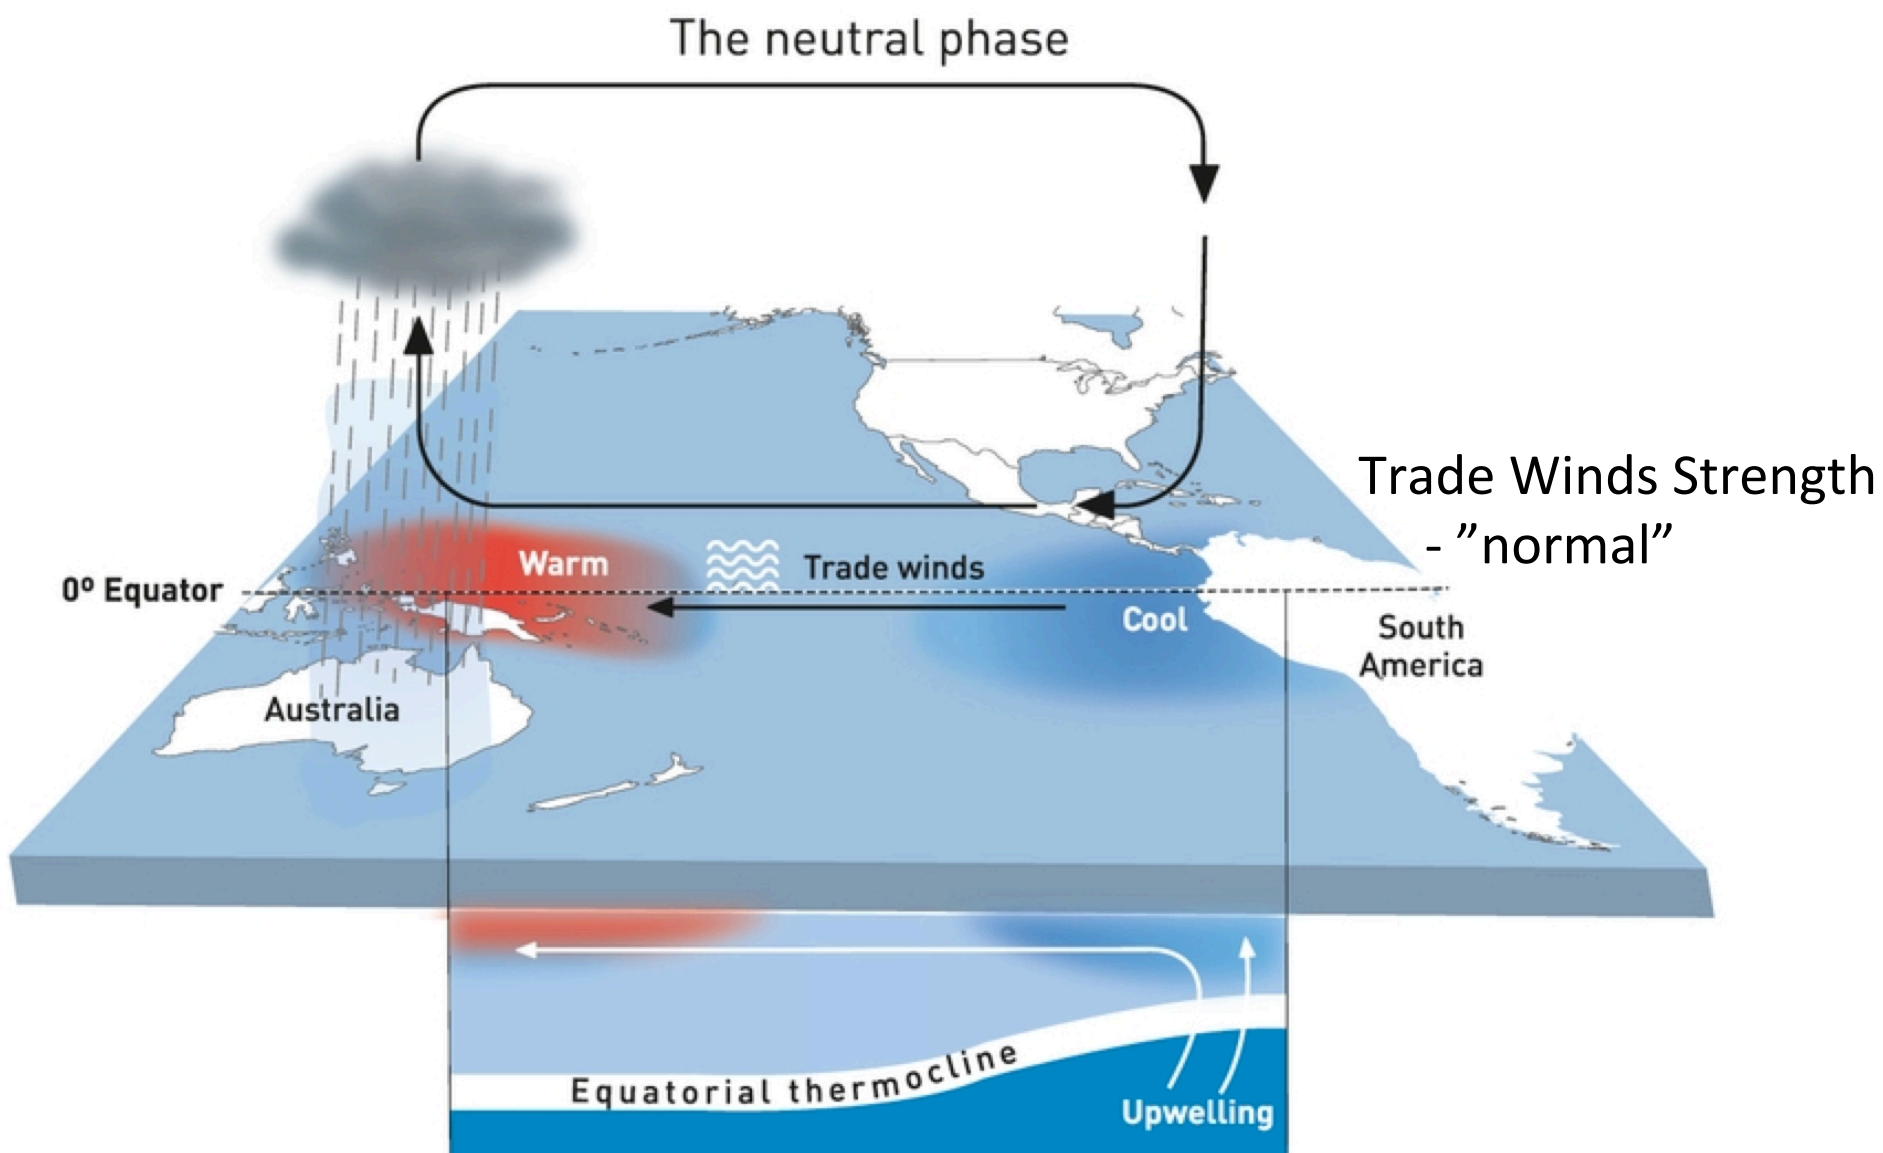 The neutral phase
Trade Winds Strength
- ”normal”
Warm
Trade winds
0º Equator
Cool
South
America
Australia
Equatorial thermocline
Upwelling